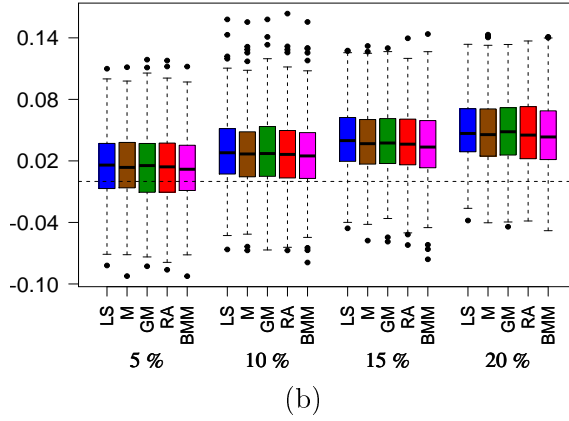 0.14
0.08
0.02
-0.04
-0.10
LS M GM RA BMM LS M GM RA BMM LS M GM RA BMM LS M GM RA BMM
5 % 10 % 15 % 20 %
(b)